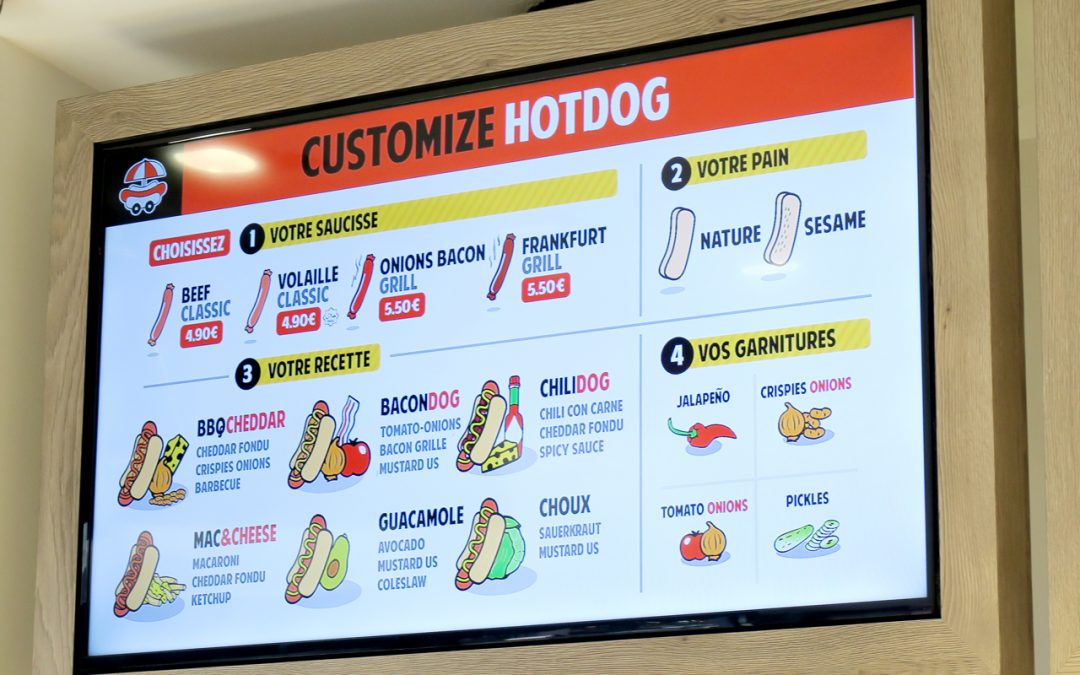 CUSTOMIZE HOTDOG
CHOISISSEZ
1 VOTRE SAUCISSE
BEEF
CLASSIC
4.90€
VOLAILLE
CLASSIC
4.90€
ONIONS BACON
GRILL
5.50€
FRANKFURT
GRILL
5.50€
2 VOTRE PAIN
NATURE
SESAME
3 VOTRE RECETTE
BBQCHEDDAR
CHEDDAR FONDU
CRISPIES ONIONS
BARBECUE
BACONDOG
TOMATO-ONIONS
BACON GRILLE
MUSTARD US
CHILIDOG
CHILI CON CARNE
CHEDDAR FONDU
SPICY SAUCE
MAC&CHEESE
MACARONI
CHEDDAR FONDU
KETCHUP
GUACAMOLE
AVOCADO
MUSTARD US
COLESLAW
CHOUX
SAUERKRAUT
MUSTARD US
4 VOS GARNITURES
JALAPEÑO
CRISPIES ONIONS
TOMATO ONIONS
PICKLES